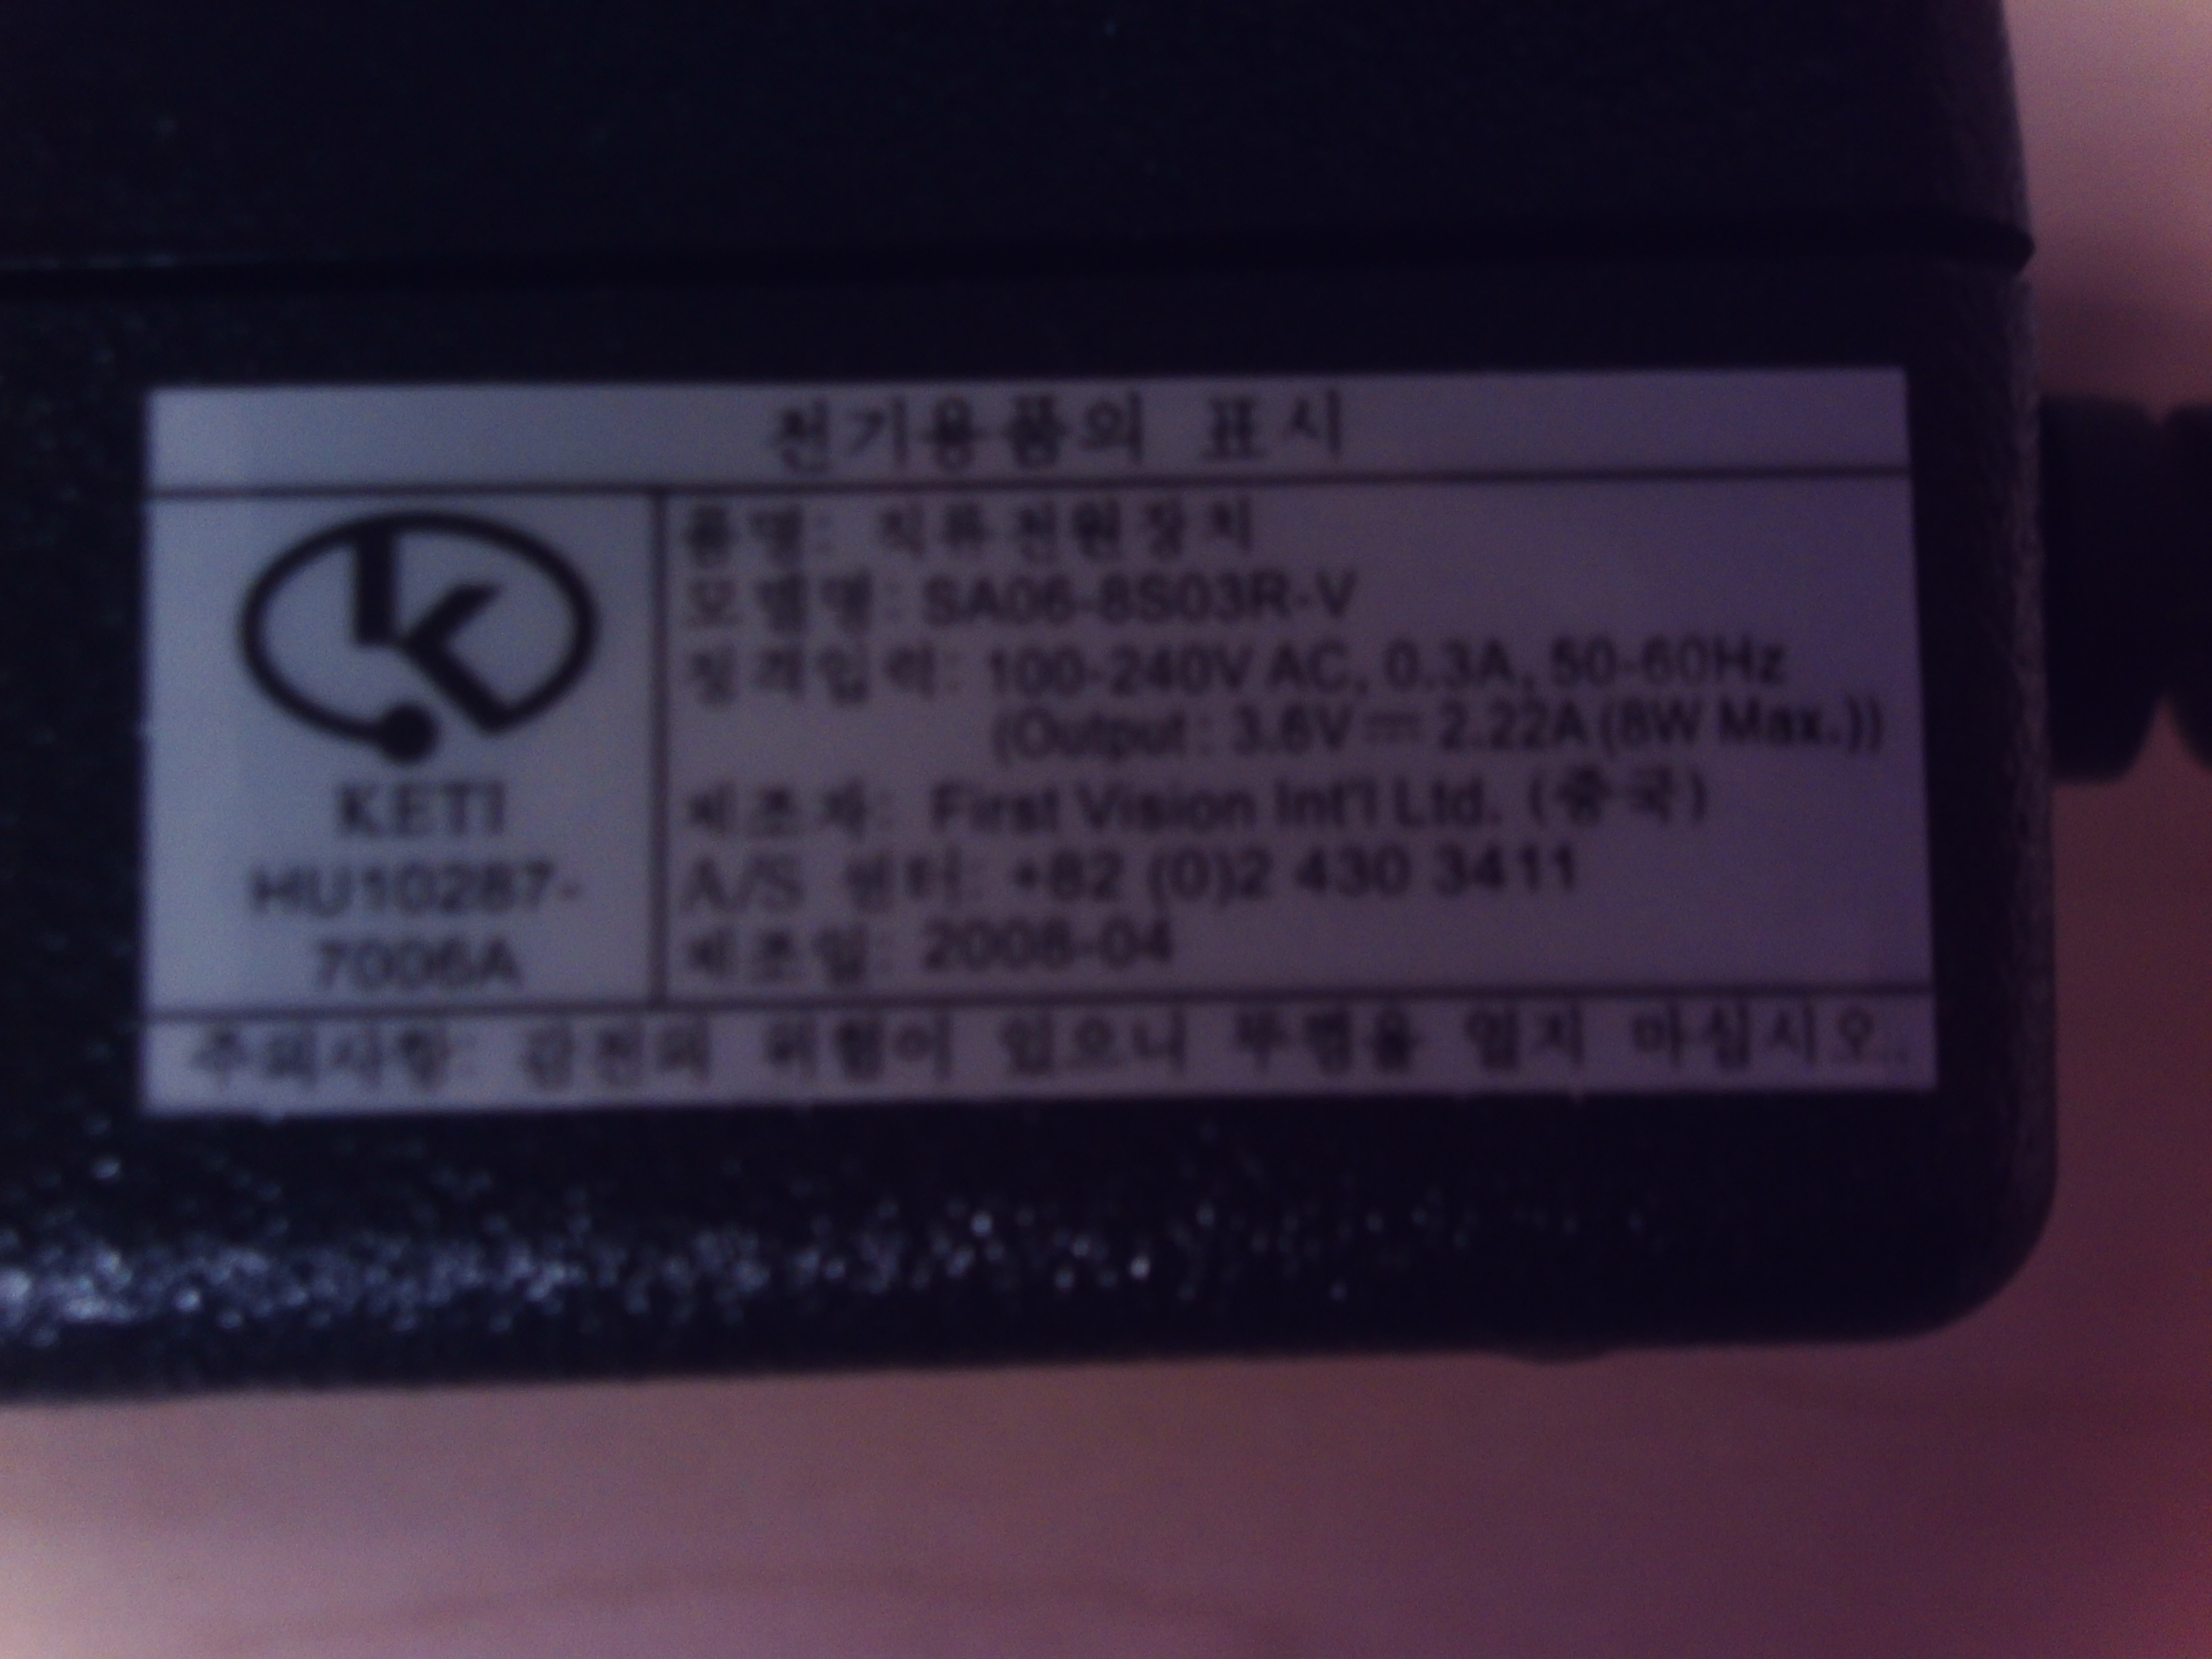 전기용품의 표시
품명: 직류전원장치
모델명: SA06-8S03R-V
정격입력: 100-240V AC, 0.3A, 50-60Hz
(Output: 3.6V⎓2.22A (8W Max.))
제조자: First Vision Int'l Ltd. (중국)
A/S 센터: +82 (0)2 430 3411
제조일: 2008-04
KETI
HU10287-
7006A
주의사항: 감전의 위험이 있으니 뚜껑을 열지 마십시오.